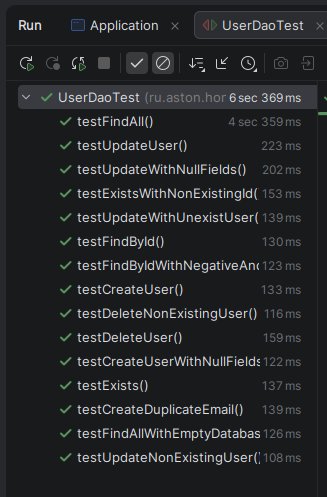 Run Application × UserDaoTest ×
UserDaoTest (ru.aston.hor 6 sec 369 ms
testFindAll() 4 sec 359 ms
testUpdateUser() 223 ms
testUpdateWithNullFields() 202 ms
testExistsWithNonExistingId( 153 ms
testUpdateWithUnexistUser( 139 ms
testFindById() 130 ms
testFindByIdWithNegativeAnd 123 ms
testCreateUser() 133 ms
testDeleteNonExistingUser() 116 ms
testDeleteUser() 159 ms
testCreateUserWithNullFields 122 ms
testExists() 137 ms
testCreateDuplicateEmail() 139 ms
testFindAllWithEmptyDatabas 126 ms
testUpdateNonExistingUser( 108 ms